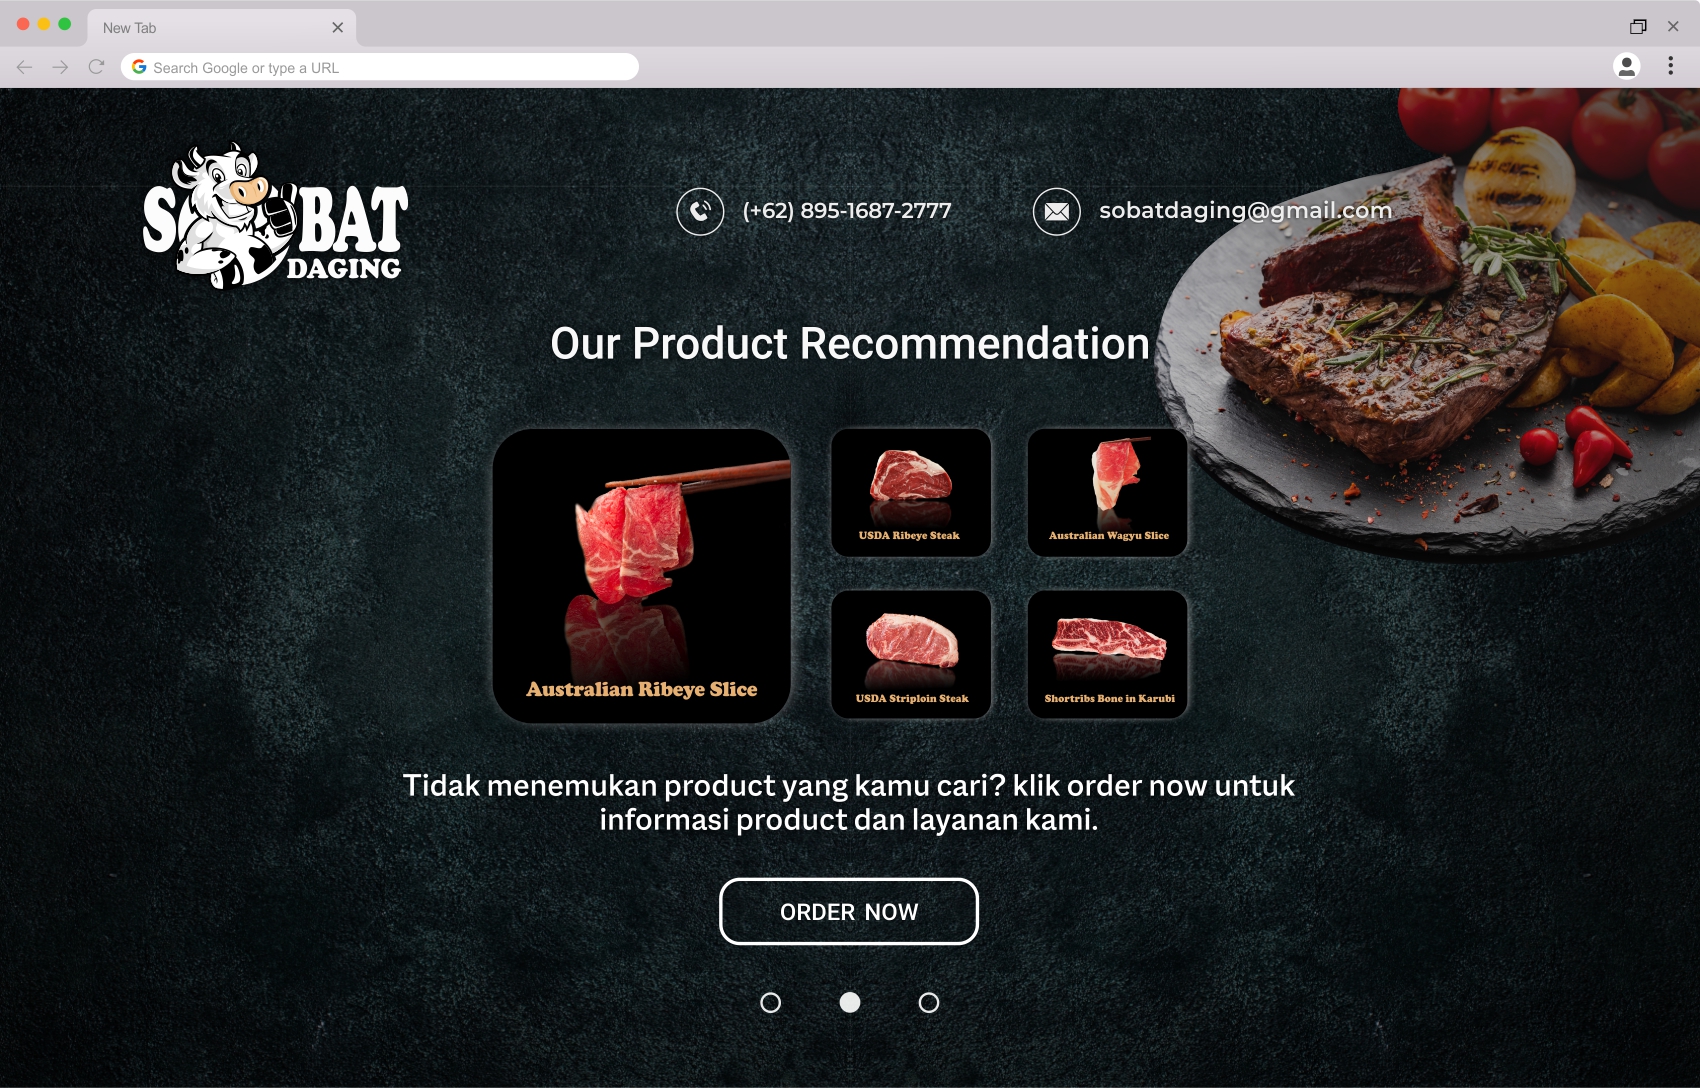 New Tab
Search Google or type a URL
SOBAT
DAGING
(+62) 895-1687-2777
sobatdaging@gmail.com
Our Product Recommendation
Australian Ribeye Slice
USDA Ribeye Steak
Australian Wagyu Slice
USDA Striploin Steak
Shortribs Bone in Karubi
Tidak menemukan product yang kamu cari? klik order now untuk
informasi product dan layanan kami.
ORDER NOW